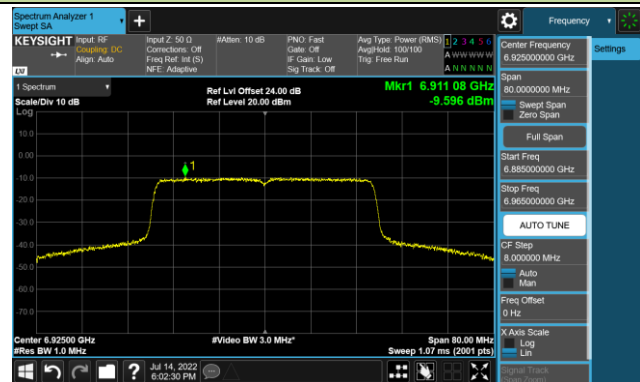 Spectrum Analyzer 1
Swept SA
Frequency
KEYSIGHT
Input: RF
Coupling: DC
Align: Auto
Input Z: 50 Ω
Corrections: Off
Freq Ref: Int (S)
NFE: Adaptive
#Atten: 10 dB
PNO: Fast
Gate: Off
IF Gain: Low
Sig Track: Off
Avg Type: Power (RMS)
Avg|Hold: 100/100
Trig: Free Run
1 2 3 4 5 6
A W W W W W
A N N N N N
LXI
1 Spectrum
Scale/Div 10 dB
Log
Ref Lvl Offset 24.00 dB
Ref Level 20.00 dBm
Mkr1 6.911 08 GHz
-9.596 dBm
1
10.0
0.00
-10.0
-20.0
-30.0
-40.0
-50.0
-60.0
-70.0
Center 6.92500 GHz
#Res BW 1.0 MHz
#Video BW 3.0 MHz*
Span 80.00 MHz
Sweep 1.07 ms (2001 pts)
Jul 14, 2022
6:02:30 PM
?
Center Frequency
6.925000000 GHz
Settings
Span
80.0000000 MHz
Swept Span
Zero Span
Full Span
Start Freq
6.885000000 GHz
Stop Freq
6.965000000 GHz
AUTO TUNE
CF Step
8.000000 MHz
Auto
Man
Freq Offset
0 Hz
X Axis Scale
Log
Lin
Signal Track